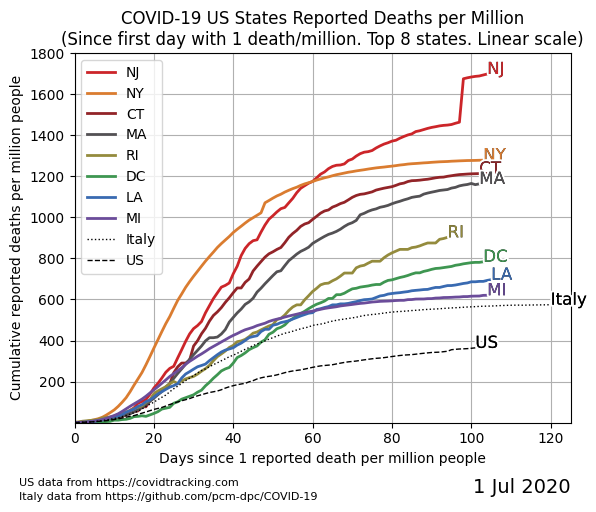 COVID-19 US States Reported Deaths per Million
(Since first day with 1 death/million. Top 8 states. Linear scale)
Cumulative reported deaths per million people
1800
1600
1400
1200
1000
800
600
400
200
NJ
NY
CT
MA
RI
DC
LA
MI
Italy
US
NJ
NY
CT
MA
RI
DC
LA
MI
Italy
US
0 20 40 60 80 100 120
Days since 1 reported death per million people
US data from https://covidtracking.com
Italy data from https://github.com/pcm-dpc/COVID-19
1 Jul 2020